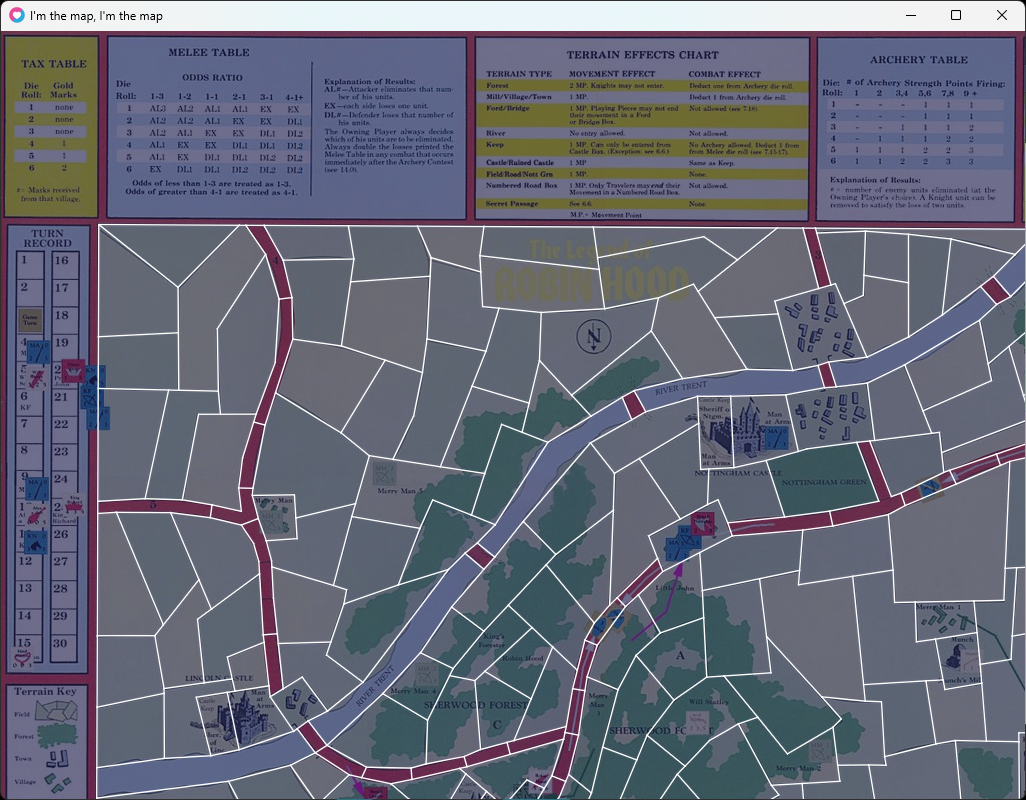 I'm the map, I'm the map
TAX TABLE
Die Roll: Gold Marks
1 none
2 none
3 none
4 1
5 1
6 2
# = Marks received
from that village.
MELEE TABLE
ODDS RATIO
Die
Roll: 1-3 1-2 1-1 2-1 3-1 4-1+
1 AL3 AL2 AL1 AL1 EX EX
2 AL2 AL1 AL1 EX EX DL1
3 AL2 AL1 EX EX DL1 DL1
4 AL1 EX EX DL1 DL1 DL2
5 AL1 EX DL1 DL1 DL2 DL2
6 EX DL1 DL1 DL2 DL2 DL2
Odds of less than 1-3 are treated as 1-3.
Odds of greater than 4-1 are treated as 4-1.
Explanation of Results:
AL#—Attacker eliminates that num-
ber of his units.
EX—each side loses one unit.
DL#—Defender loses that number of
his units.
The Owning Player always decides
which of his units are to be eliminated.
Always double the losses printed the
Melee Table in any combat that occurs
immediately after the Archery Contest
(see 14.0).
TERRAIN EFFECTS CHART
TERRAIN TYPE MOVEMENT EFFECT COMBAT EFFECT
Forest 2 MP. Knights may not enter. Deduct one from Archery die roll.
Mill/Village/Town 1 MP. Deduct 1 from Archery die roll.
Ford/Bridge 1 MP. Playing Pieces may not end Not allowed (see 7.18).
their movement in a Ford
or Bridge Box.
River No entry allowed. Not allowed.
Keep 1 MP. Can only be entered from No Archery allowed. Deduct 1 from
Castle Box. (Exception: see 6.6.) from Melee die roll (see 7.15-17).
Castle/Ruined Castle 1 MP Same as Keep.
Field/Road/Nott Grn 1 MP. None.
Numbered Road Box 1 MP. Only Travelers may end their Not allowed.
Movement in a Numbered Road Box.
Secret Passage See 6.6. None
M.P.= Movement Point
ARCHERY TABLE
Die: # of Archery Strength Points Firing:
Roll: 1 2 3,4 5,6 7,8 9 +
1 - - - 1 1 1
2 - - - 1 1 1
3 - - 1 1 1 2
4 - 1 1 1 2 2
5 1 1 1 2 2 3
6 1 1 2 2 3 3
Explanation of Results:
# = number of enemy units eliminated (at the
Owning Player's choice). A Knight unit can be
removed to satisfy the loss of two units.
TURN
RECORD
1 16
2 17
Game Turn 18
4 19
6 21
KF
7 22
8 23
9 24
26
12 27
13 28
14 29
15 30
Terrain Key
Field
Forest
Town
Village
The Legend of
ROBIN HOOD
N
RIVER TRENT
Man
at Arms
Man
at Arms
NOTTINGHAM CASTLE
NOTTINGHAM GREEN
Merry Man 5
Merry Man
Little John
King's
Forester
Robin Hood
Merry Man 1
Much
Much's Mill
LINCOLN CASTLE
Castle
Keep
Man
at
Arms
RIVER TRENT
Merry Man 4
SHERWOOD FOREST
C
Merry
Man
3
A
Will Scatley
Merry Man 2